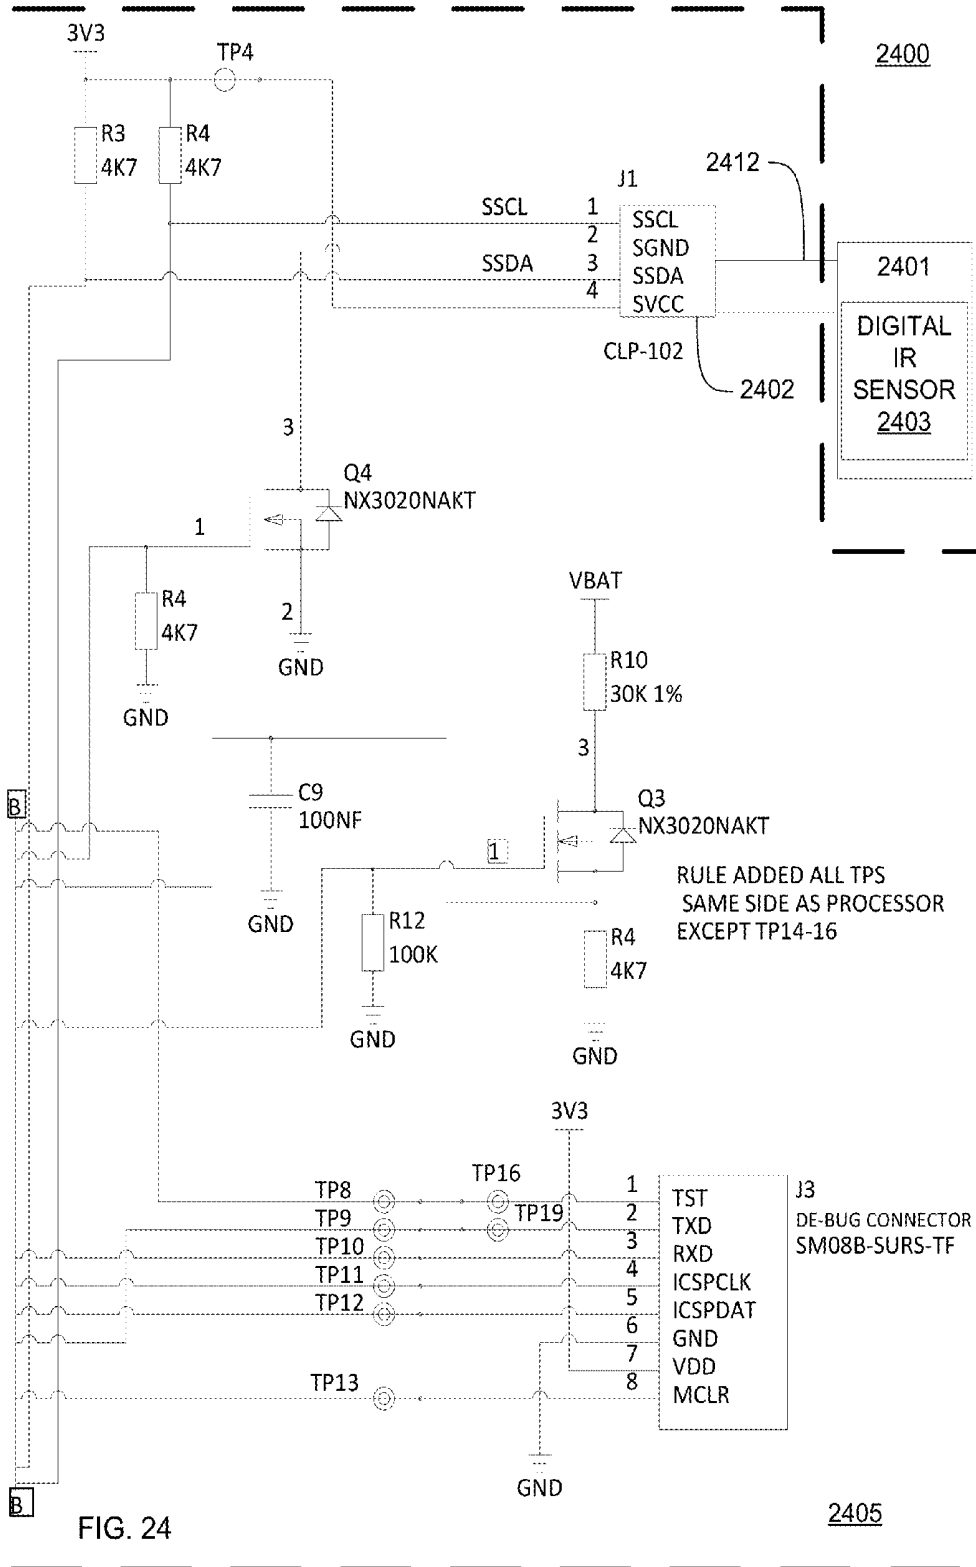 3V3
TP4
2400
R3
4K7
R4
4K7
2412
J1
SSCL
1
SSCL
2
SGND
SSDA
3
SSDA
4
SVCC
2401
DIGITAL
IR
SENSOR
2403
CLP-102
2402
3
Q4
NX3020NAKT
1
R4
4K7
2
GND
GND
VBAT
R10
30K 1%
3
C9
100NF
GND
B
Q3
NX3020NAKT
1
RULE ADDED ALL TPS
SAME SIDE AS PROCESSOR
EXCEPT TP14-16
R12
100K
GND
R4
4K7
GND
3V3
TP8
TP16
1
TST
J3
TP9
TP19
2
TXD
DE-BUG CONNECTOR
TP10
3
RXD
SM08B-SURS-TF
TP11
4
ICSPCLK
TP12
5
ICSPDAT
6
GND
7
VDD
TP13
8
MCLR
GND
B
FIG. 24
2405